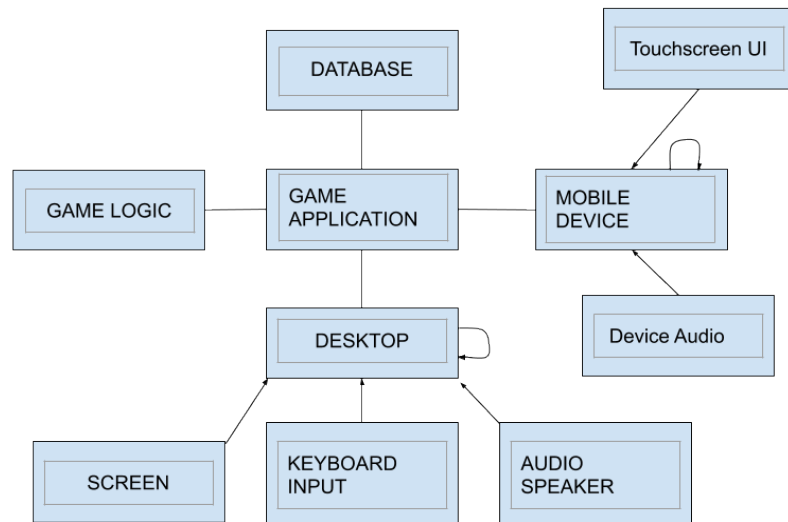 Touchscreen UI
DATABASE
GAME LOGIC
GAME
APPLICATION
MOBILE
DEVICE
DESKTOP
Device Audio
SCREEN
KEYBOARD
INPUT
AUDIO
SPEAKER